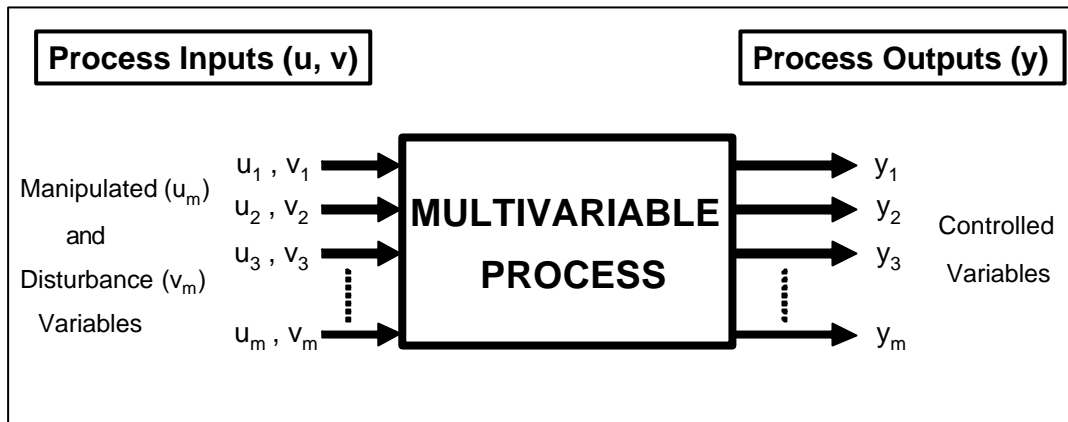 Process Inputs (u, v)
Process Outputs (y)
Manipulated (uₘ)
and
Disturbance (vₘ)
Variables
u₁ , v₁
u₂ , v₂
u₃ , v₃
uₘ , vₘ
MULTIVARIABLE
PROCESS
y₁
y₂
y₃
yₘ
Controlled
Variables